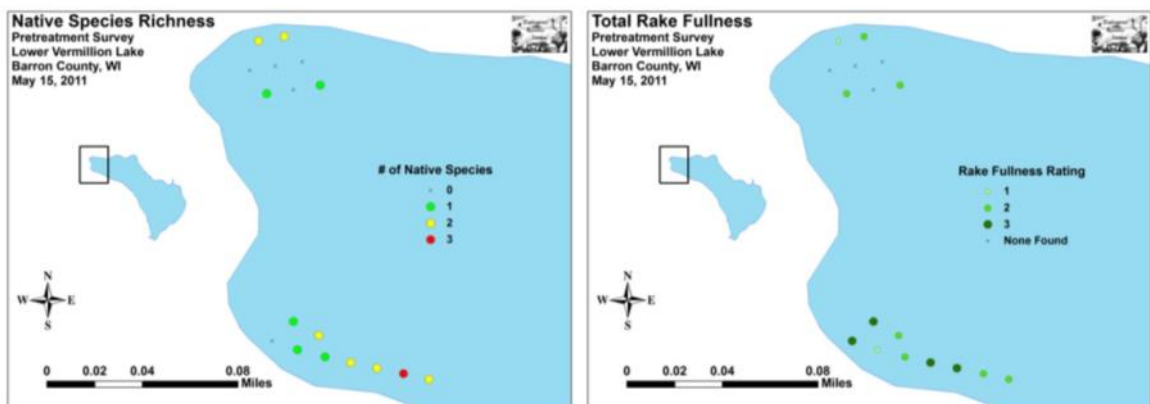 Native Species Richness
Pretreatment Survey
Lower Vermillion Lake
Barron County, WI
May 15, 2011
# of Native Species
0
1
2
3
N
W E
S
0 0.02 0.04 0.08
Miles
Total Rake Fullness
Pretreatment Survey
Lower Vermillion Lake
Barron County, WI
May 15, 2011
Rake Fullness Rating
1
2
3
None Found
N
W E
S
0 0.02 0.04 0.08
Miles